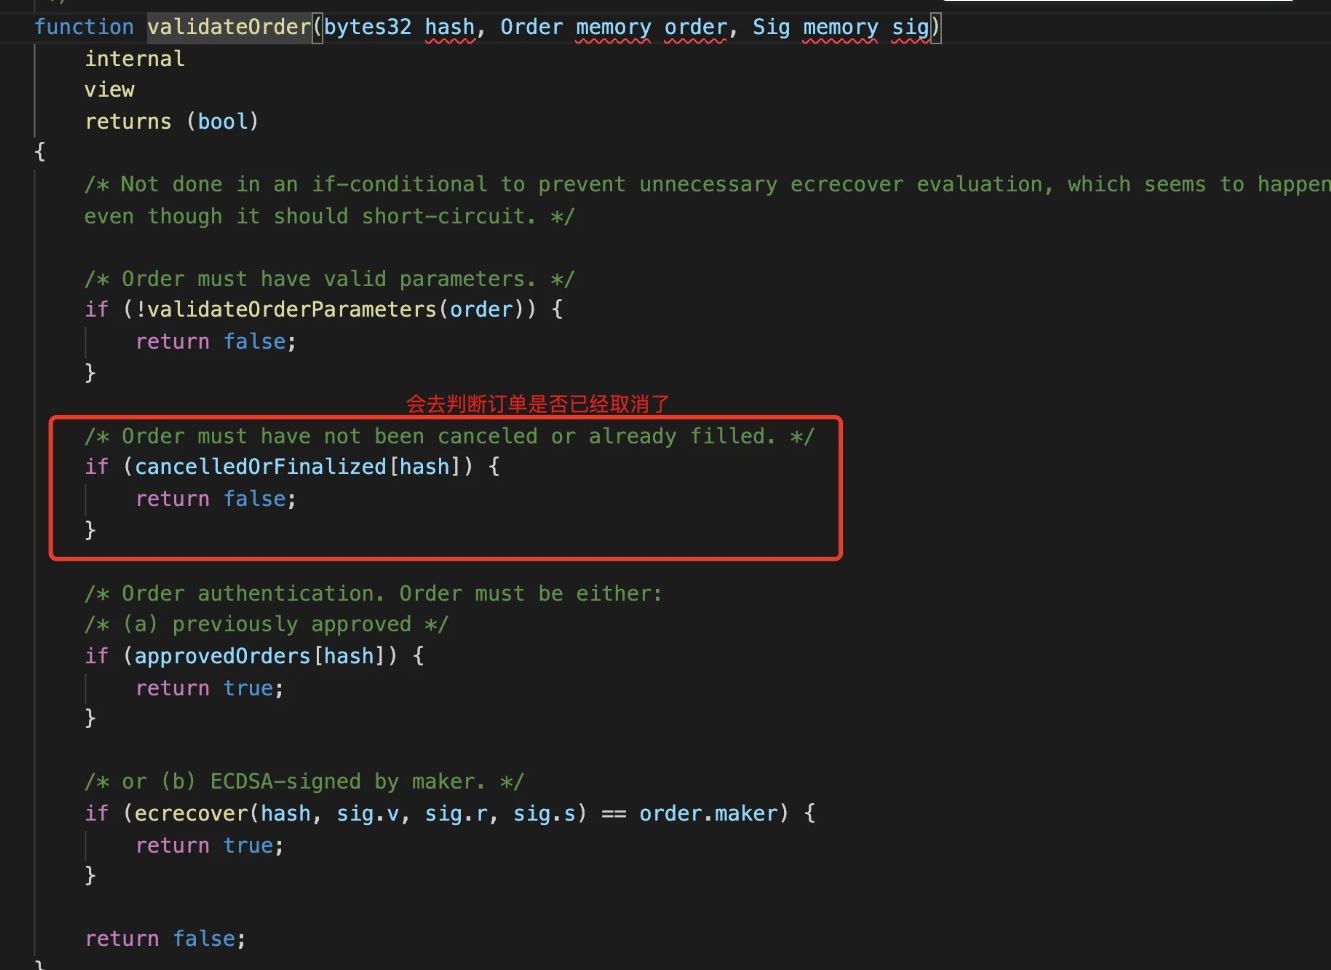 function validateOrder(bytes32 hash, Order memory order, Sig memory sig)
internal
view
returns (bool)
{
/* Not done in an if-conditional to prevent unnecessary ecrecover evaluation, which seems to happen
even though it should short-circuit. */
/* Order must have valid parameters. */
if (!validateOrderParameters(order)) {
return false;
}
会去判断订单是否已经取消了
/* Order must have not been canceled or already filled. */
if (cancelledOrFinalized[hash]) {
return false;
}
/* Order authentication. Order must be either:
/* (a) previously approved */
if (approvedOrders[hash]) {
return true;
}
/* or (b) ECDSA-signed by maker. */
if (ecrecover(hash, sig.v, sig.r, sig.s) == order.maker) {
return true;
}
return false;
}